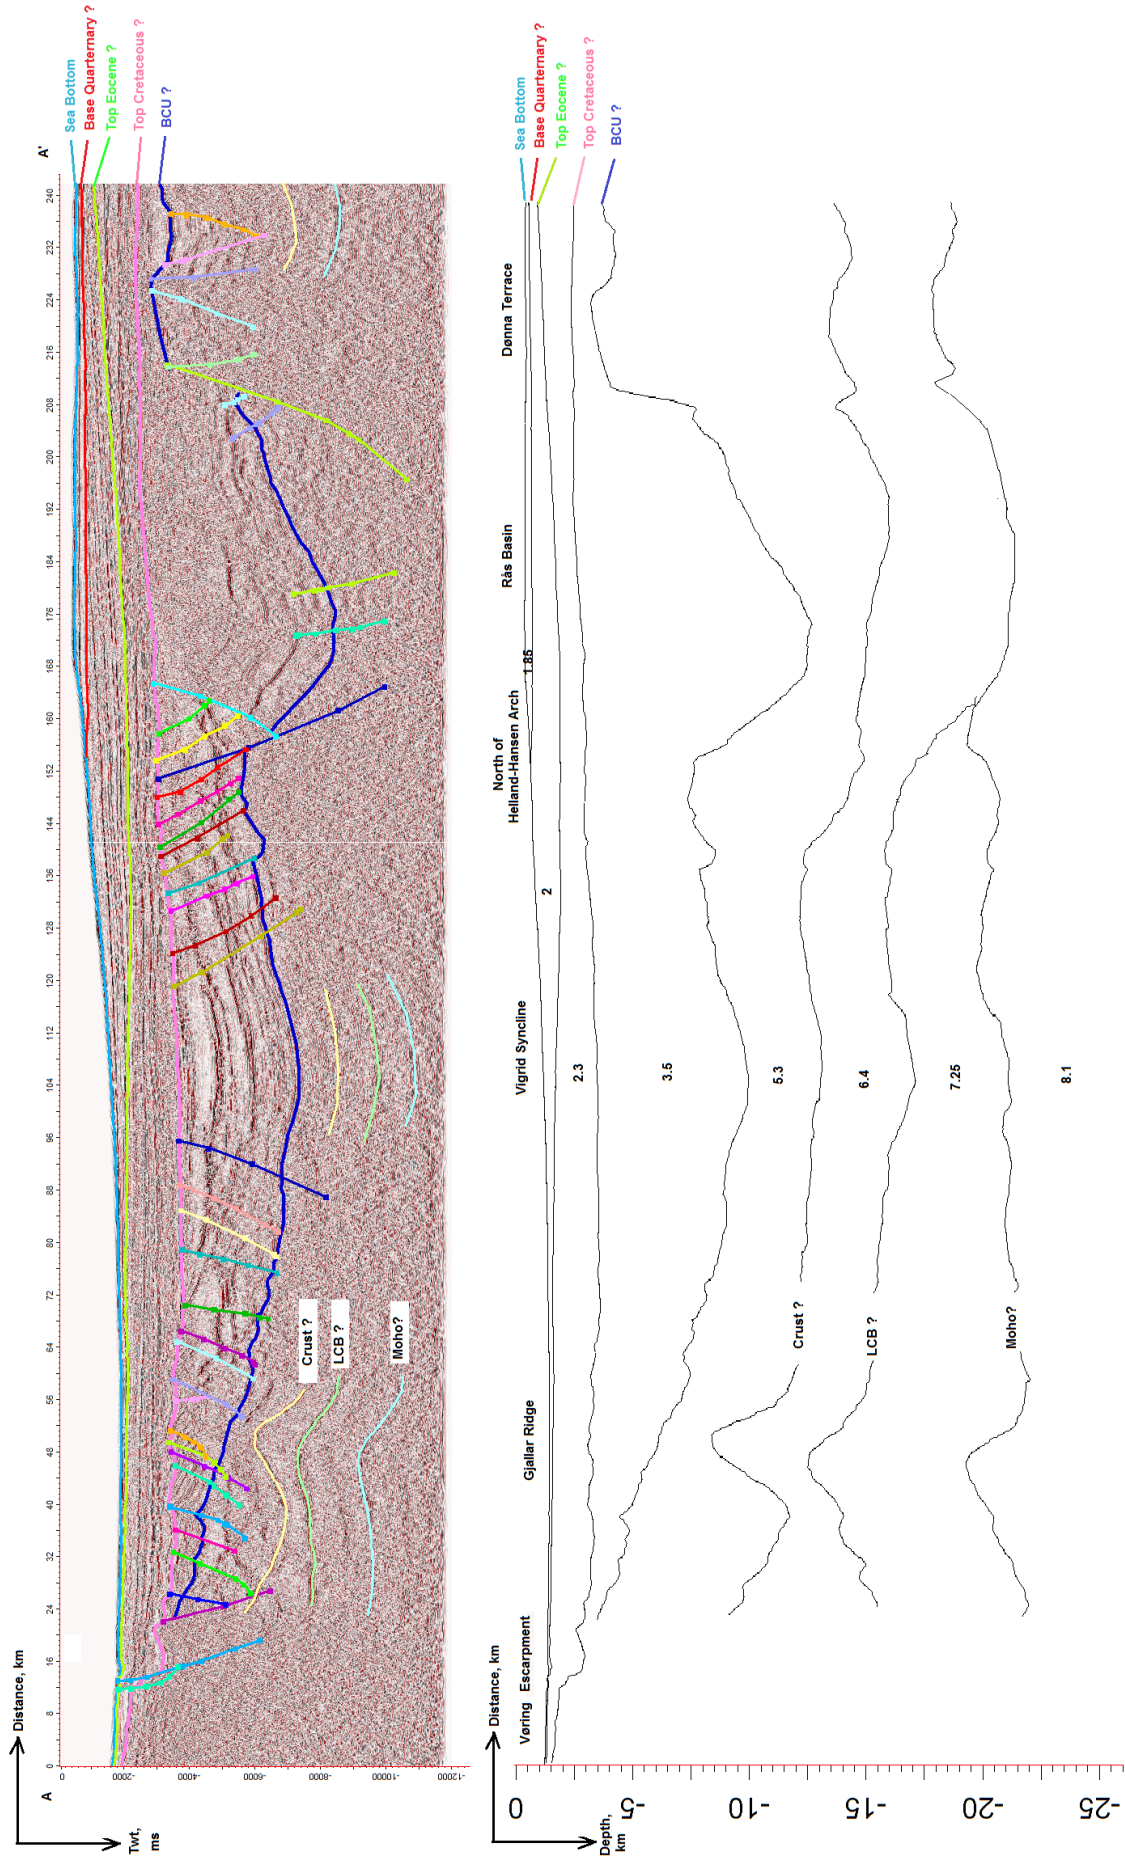 A
A'
Distance, km
Twt,
ms
0
8
16
24
32
40
48
56
64
72
80
88
96
104
112
120
128
136
144
152
160
168
176
184
192
200
208
216
224
232
240
0
-2000
-4000
-6000
-8000
-10000
-12000
Sea Bottom
Base Quarternary ?
Top Eocene ?
Top Cretaceous ?
BCU ?
Crust ?
LCB ?
Moho?
Distance, km
Depth,
km
0
-5
-10
-15
-20
-25
Vøring Escarpment
Gjallar Ridge
Vigrid Syncline
North of
Helland-Hansen Arch
Rås Basin
Dønna Terrace
Sea Bottom
Base Quarternary ?
Top Eocene ?
Top Cretaceous ?
BCU ?
1.85
2
2.3
3.5
5.3
6.4
7.25
8.1
Crust ?
LCB ?
Moho?